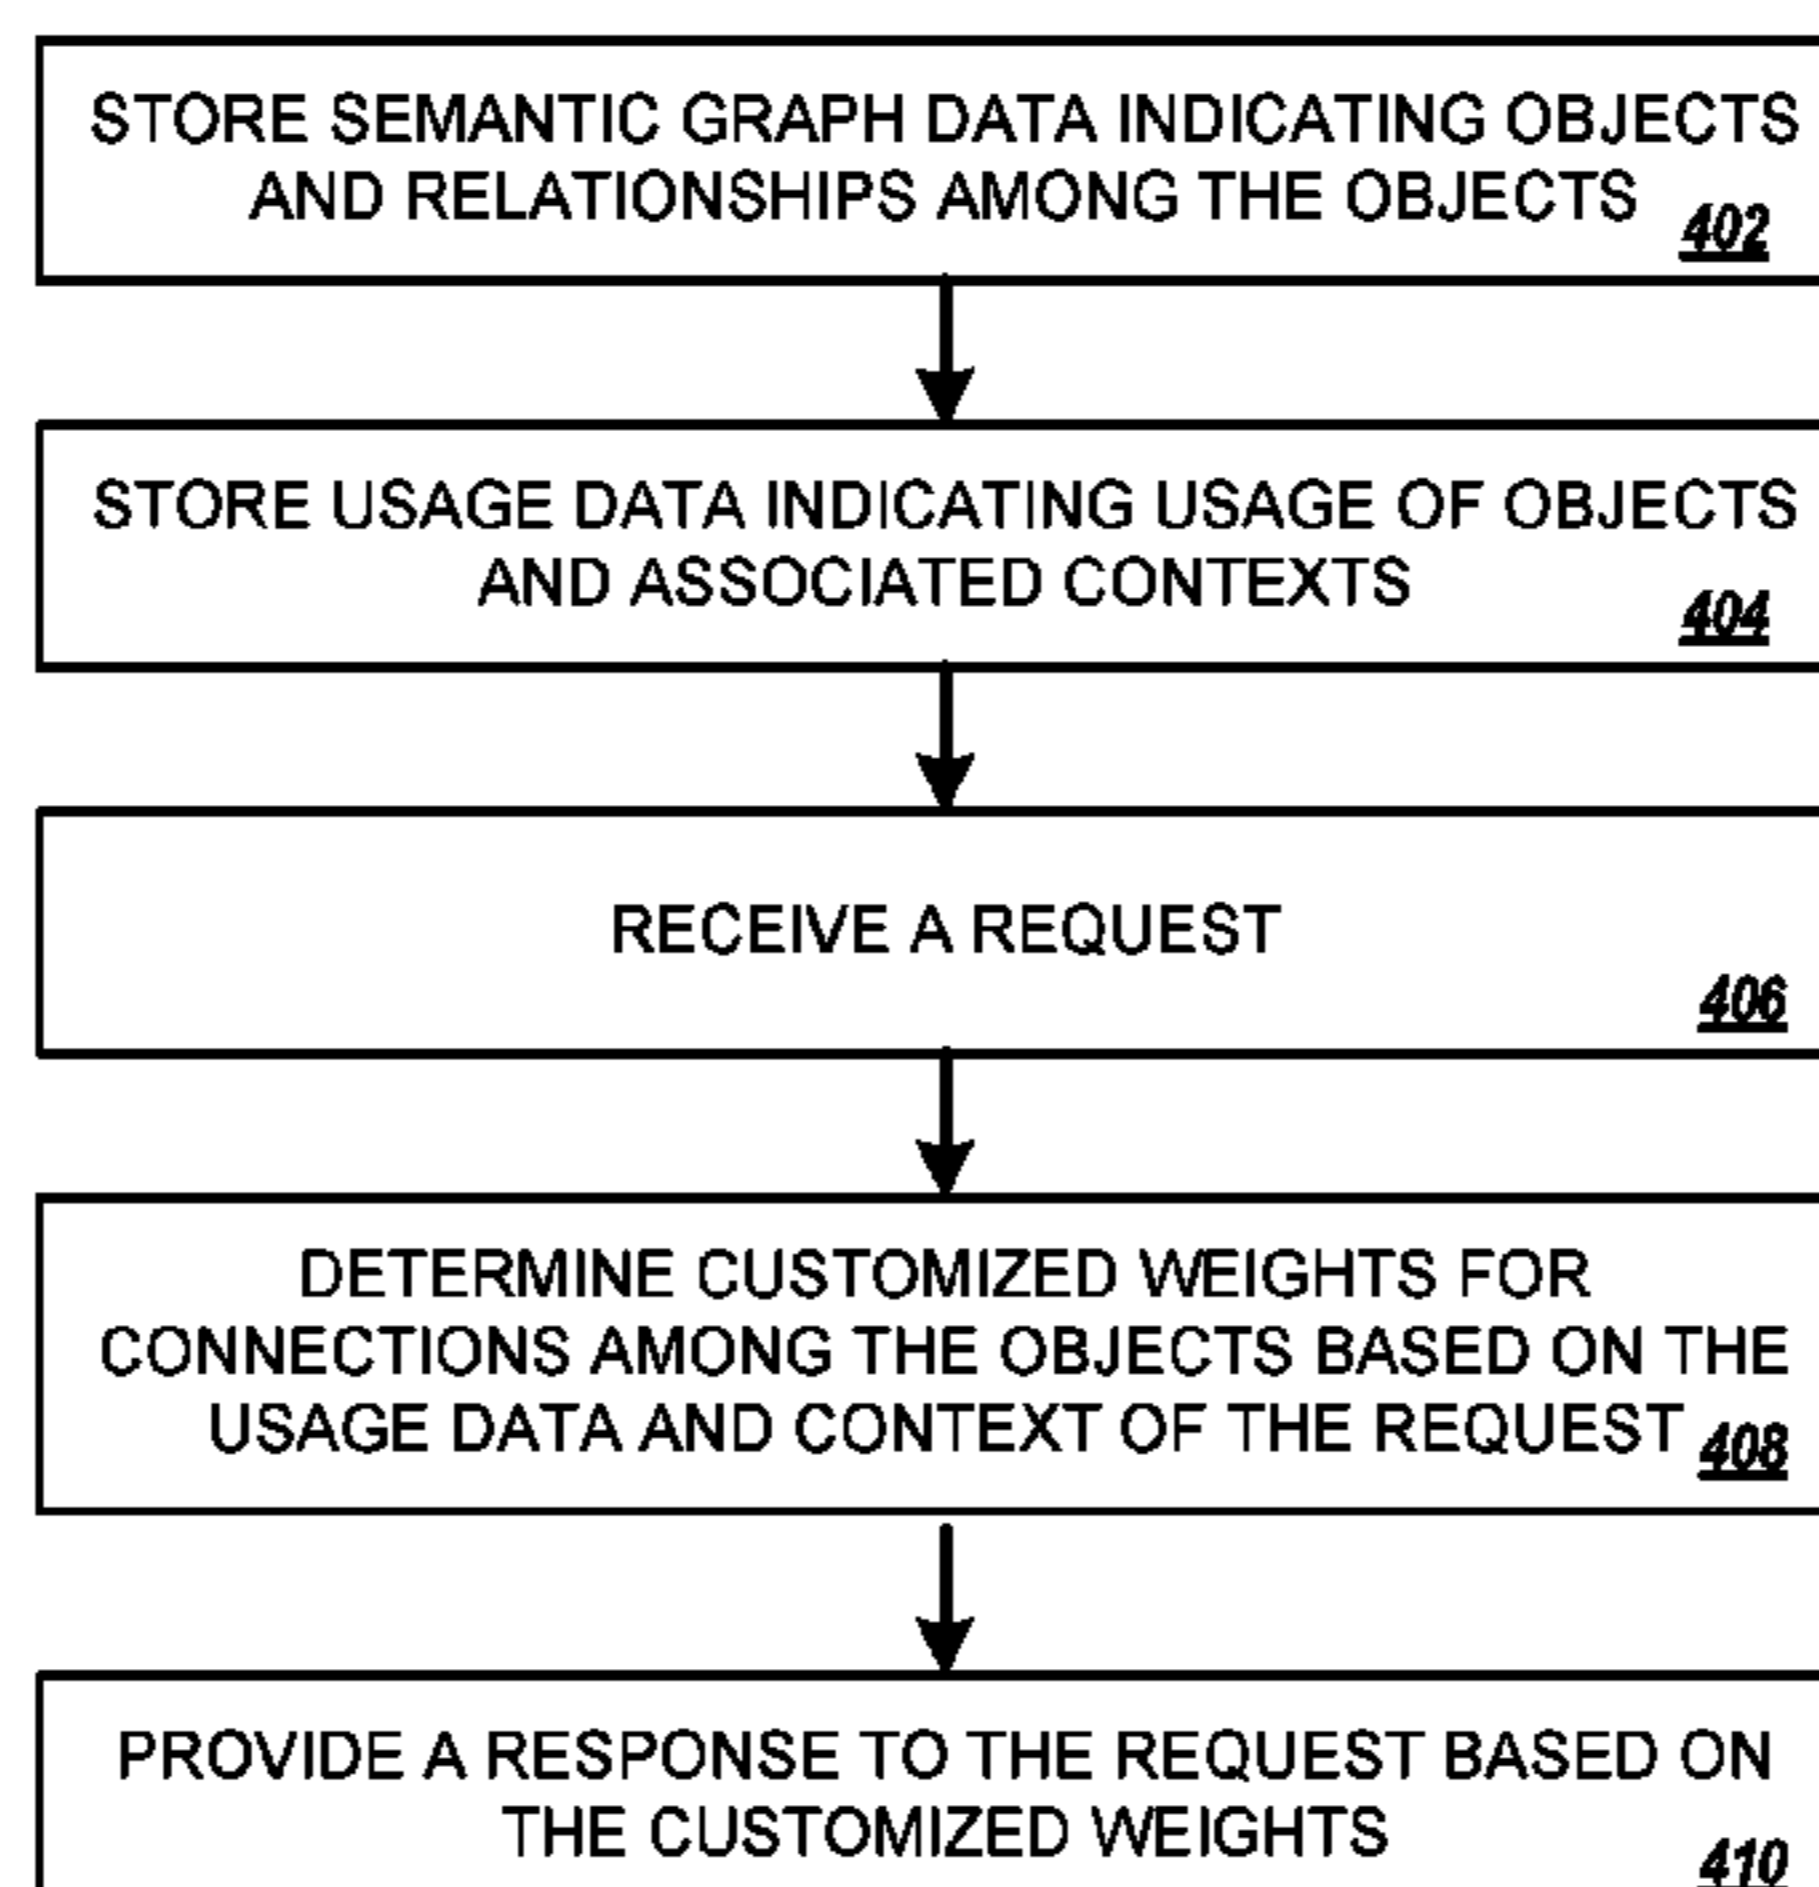 STORE SEMANTIC GRAPH DATA INDICATING OBJECTS
AND RELATIONSHIPS AMONG THE OBJECTS
402
STORE USAGE DATA INDICATING USAGE OF OBJECTS
AND ASSOCIATED CONTEXTS
404
RECEIVE A REQUEST
406
DETERMINE CUSTOMIZED WEIGHTS FOR
CONNECTIONS AMONG THE OBJECTS BASED ON THE
USAGE DATA AND CONTEXT OF THE REQUEST
408
PROVIDE A RESPONSE TO THE REQUEST BASED ON
THE CUSTOMIZED WEIGHTS
410